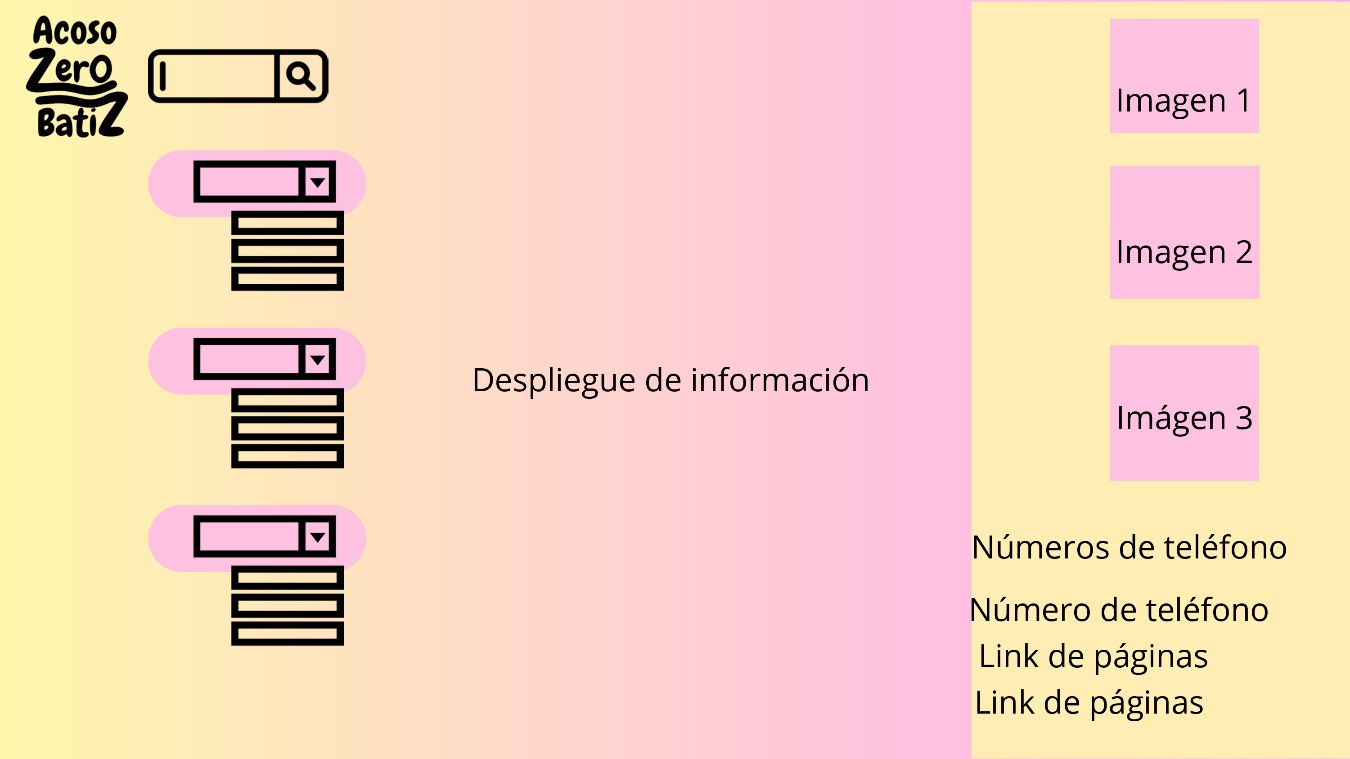 Acoso
ZerO
BatiZ
Despliegue de información
Imagen 1
Imagen 2
Imágen 3
Números de teléfono
Número de teléfono
Link de páginas
Link de páginas